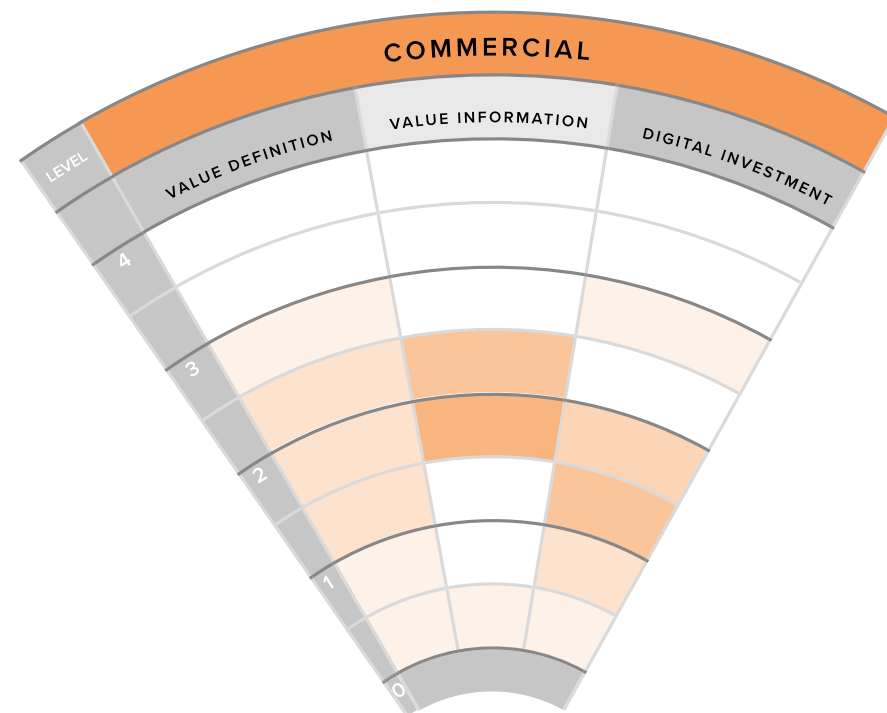 COMMERCIAL
LEVEL
VALUE DEFINITION
VALUE INFORMATION
DIGITAL INVESTMENT
4
3
2
1
0